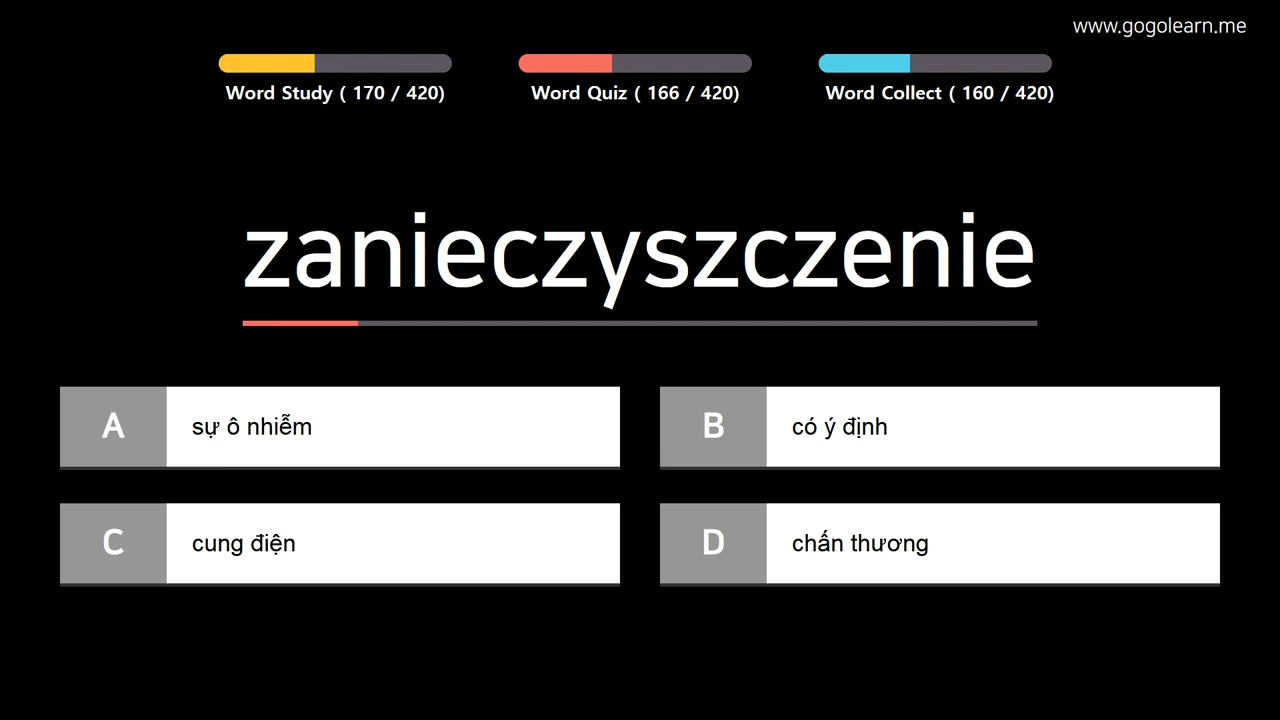 www.gogolearn.me
Word Study ( 170 / 420)
Word Quiz ( 166 / 420)
Word Collect ( 160 / 420)
zanieczyszczenie
A sự ô nhiễm
B có ý định
C cung điện
D chấn thương